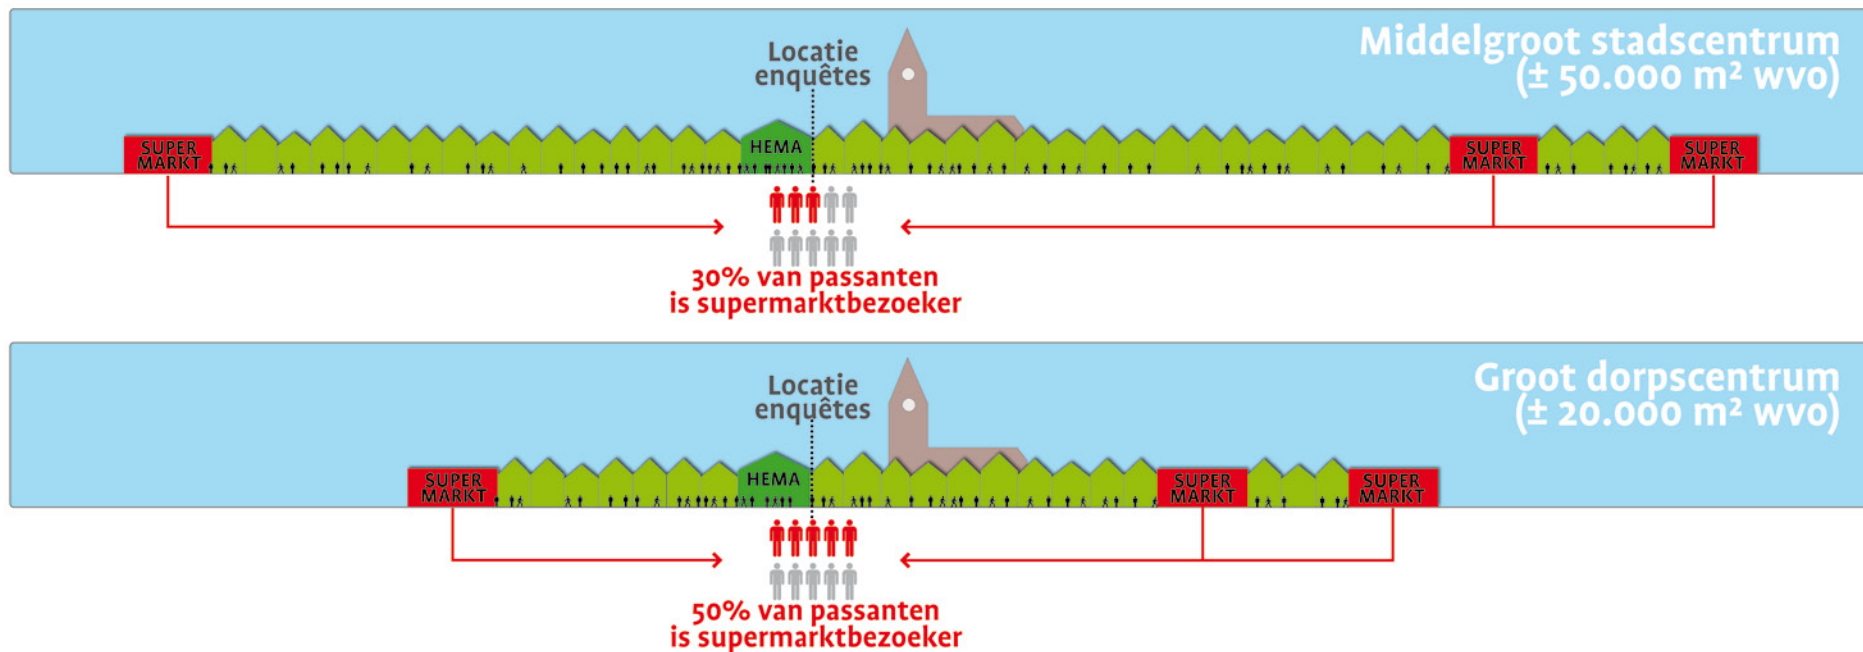 Middelgroot stadscentrum
(± 50.000 m² wvo)
Locatie
enquêtes
SUPER
MARKT
HEMA
SUPER
MARKT
SUPER
MARKT
30% van passanten
is supermarktbezoeker
Groot dorpscentrum
(± 20.000 m² wvo)
Locatie
enquêtes
SUPER
MARKT
HEMA
SUPER
MARKT
SUPER
MARKT
50% van passanten
is supermarktbezoeker